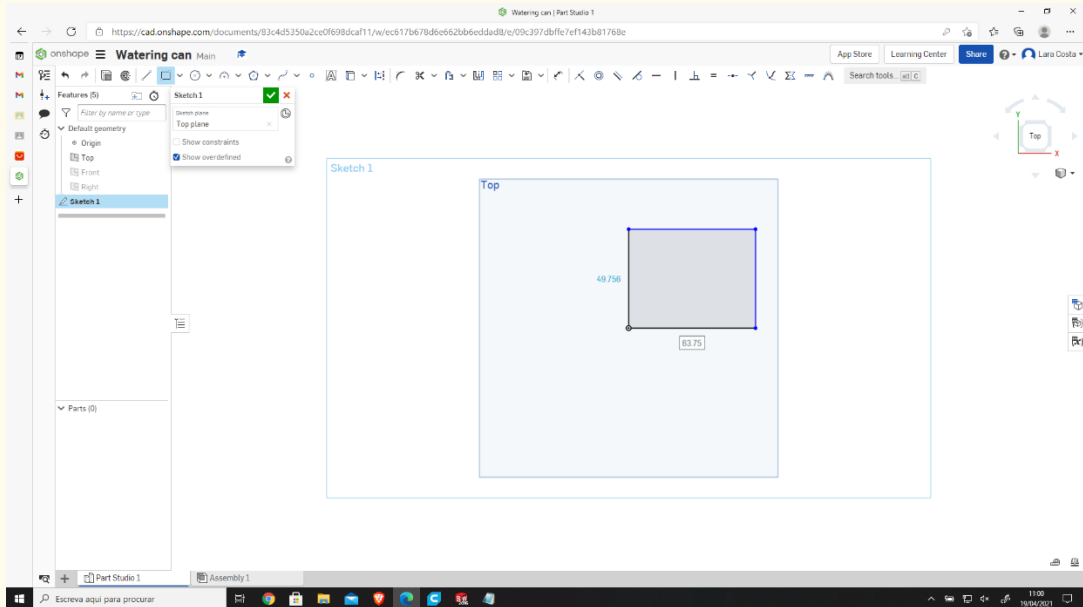 Watering can | Part Studio 1
https://cad.onshape.com/documents/83c4d5350a2ce0f698dcaf11/w/ec617b678d6e662bb6eddad8/e/09c397dbffe7ef143b81768e
onshape Watering can Main
App Store Learning Center Share Lara Costa
Search tools... alt C
Features (5)
Filter by name or type
Default geometry
Origin
Top
Front
Right
Sketch 1
Parts (0)
Sketch 1
Sketch plane
Top plane
Show constraints
Show overdefined
Sketch 1
Top
49.756
63.75
Y
Top
X
Part Studio 1 Assembly 1
Escreva aqui para procurar
11:00
19/04/2021